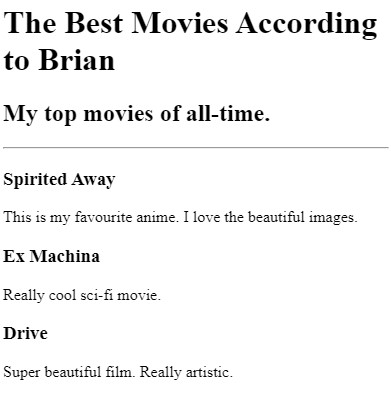 The Best Movies According
to Brian
My top movies of all-time.
Spirited Away
This is my favourite anime. I love the beautiful images.
Ex Machina
Really cool sci-fi movie.
Drive
Super beautiful film. Really artistic.